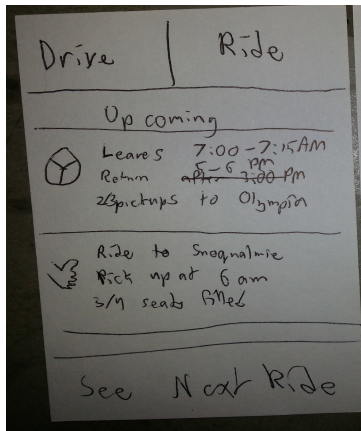 Drive | Ride
Upcoming
Leaves 7:00-7:15AM
5-6 PM
Return after 3:00 PM
2/3 pickups to Olympia
Ride to Snoqualmie
Pick up at 6 am
3/4 seats filled
See Next Ride